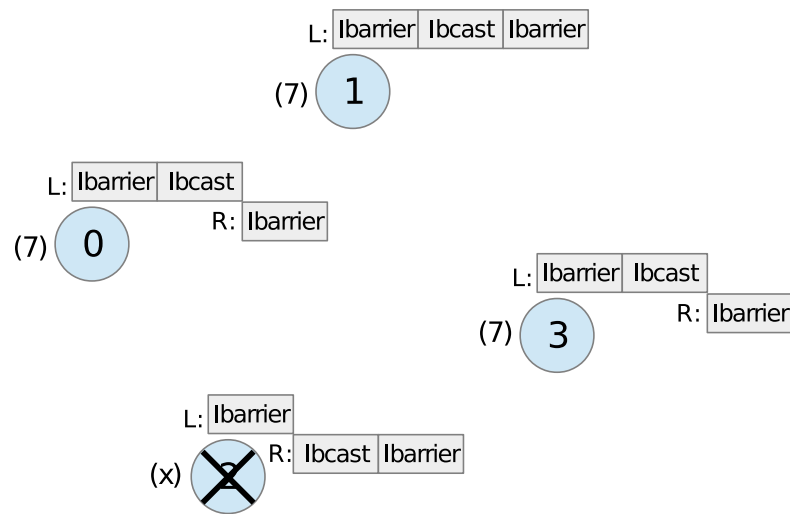 L: Ibarrier Ibcast Ibarrier
(7) 1
L: Ibarrier Ibcast
R: Ibarrier
(7) 0
L: Ibarrier Ibcast
R: Ibarrier
(7) 3
L: Ibarrier
R: Ibcast Ibarrier
(x) 2